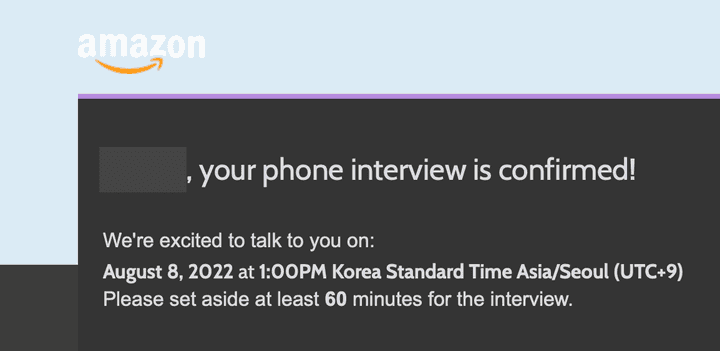 amazon
, your phone interview is confirmed!
We're excited to talk to you on:
August 8, 2022 at 1:00PM Korea Standard Time Asia/Seoul (UTC+9)
Please set aside at least 60 minutes for the interview.